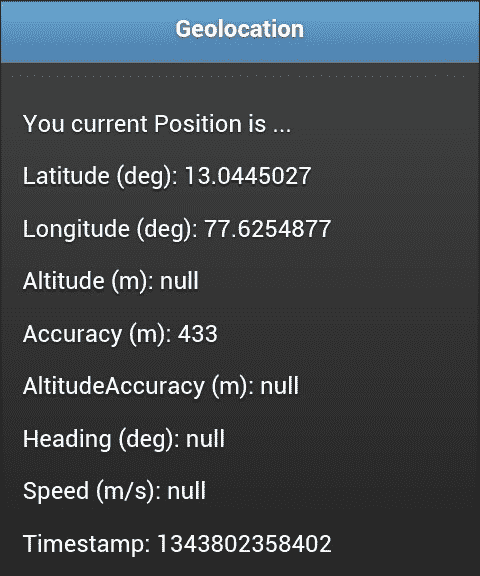 Geolocation
You current Position is ...
Latitude (deg): 13.0445027
Longitude (deg): 77.6254877
Altitude (m): null
Accuracy (m): 433
AltitudeAccuracy (m): null
Heading (deg): null
Speed (m/s): null
Timestamp: 1343802358402